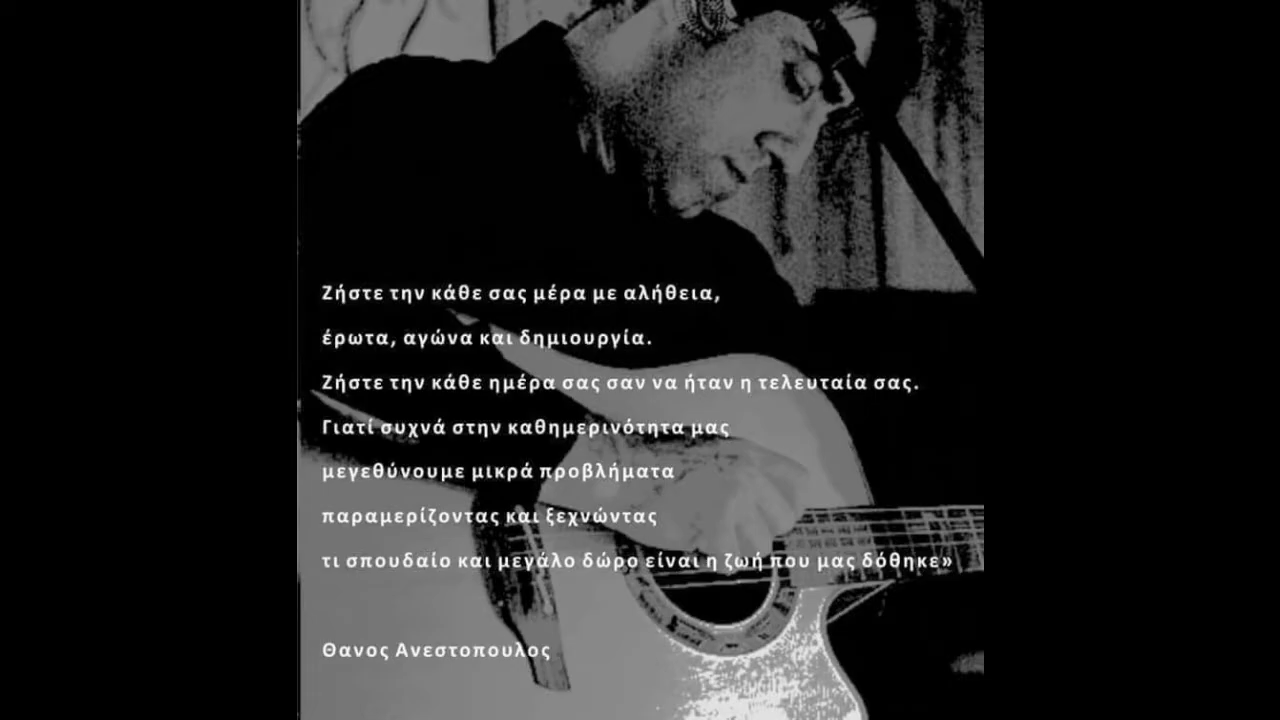 Ζήστε την κάθε σας μέρα με αλήθεια,
έρωτα, αγώνα και δημιουργία.
Ζήστε την κάθε ημέρα σας σαν να ήταν η τελευταία σας.
Γιατί συχνά στην καθημερινότητα μας
μεγεθύνουμε μικρά προβλήματα
παραμερίζοντας και ξεχνώντας
τι σπουδαίο και μεγάλο δώρο είναι η ζωή που μας δόθηκε»
Θανος Ανεστοπουλος